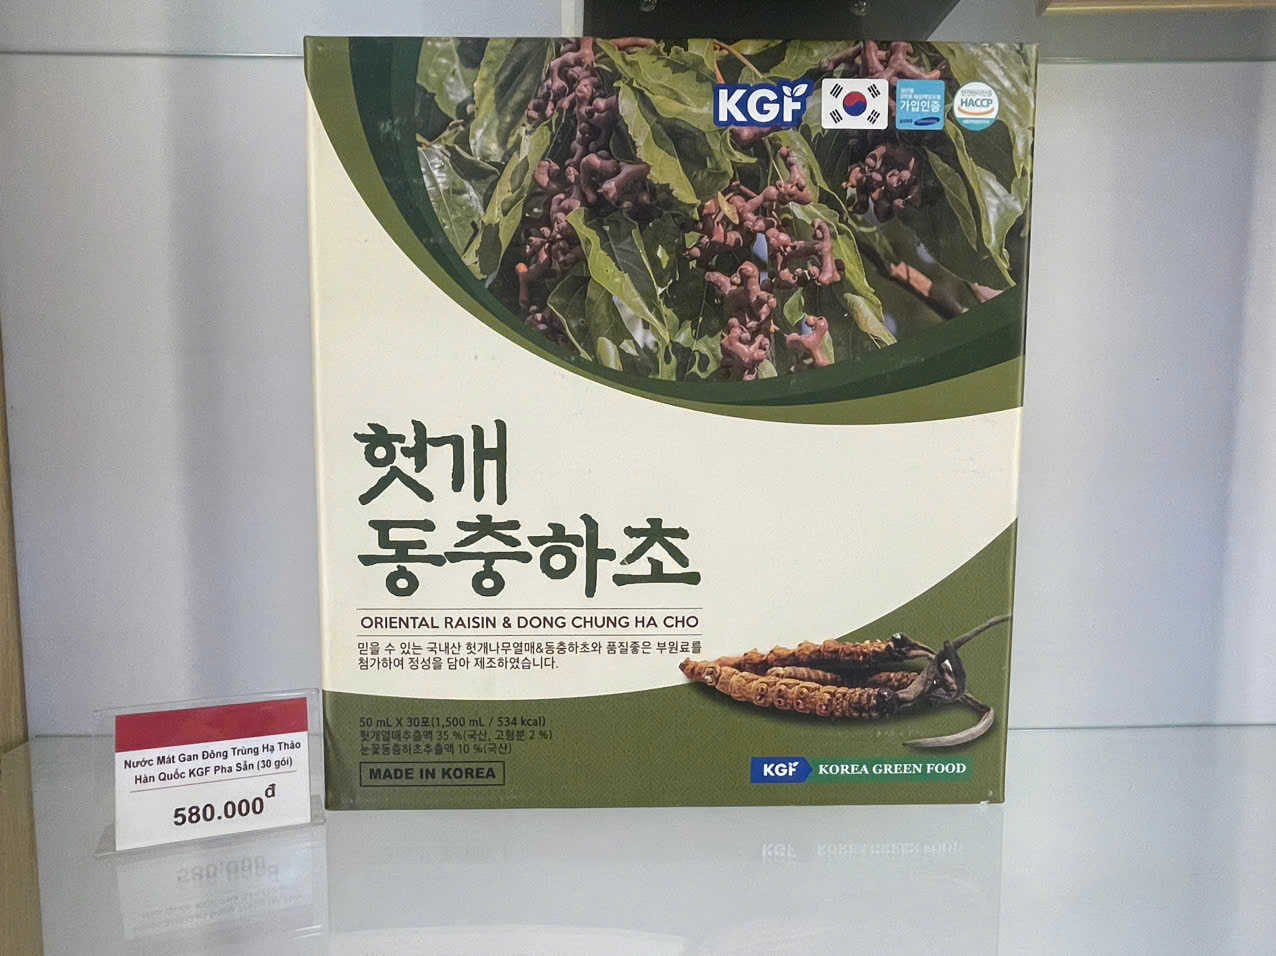 KGF
가입인증
HACCP
헛개
동충하초
ORIENTAL RAISIN & DONG CHUNG HA CHO
믿을 수 있는 국내산 헛개나무열매&동충하초와 품질좋은 부원료를
첨가하여 정성을 담아 제조하였습니다.
50 mL X 30포(1,500 mL / 534 kcal)
헛개열매추출액 35 %(국산, 고형분 2 %)
눈꽃동충하초추출액 10 %(국산)
MADE IN KOREA
KGF KOREA GREEN FOOD
Nước Mát Gan Đông Trùng Hạ Thảo
Hàn Quốc KGF Pha Sẵn (30 gói)
580.000đ